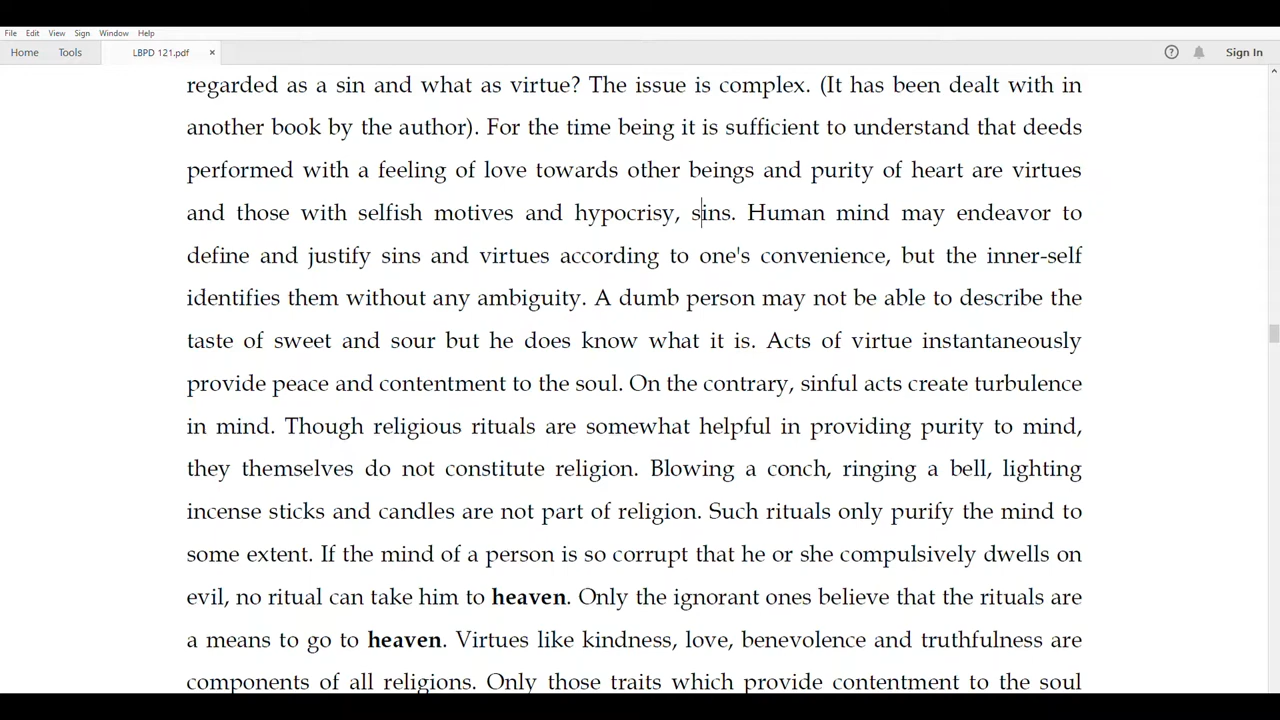 File Edit View Sign Window Help
Home Tools LBPD 121.pdf × Sign In
regarded as a sin and what as virtue? The issue is complex. (It has been dealt with in
another book by the author). For the time being it is sufficient to understand that deeds
performed with a feeling of love towards other beings and purity of heart are virtues
and those with selfish motives and hypocrisy, sins. Human mind may endeavor to
define and justify sins and virtues according to one's convenience, but the inner-self
identifies them without any ambiguity. A dumb person may not be able to describe the
taste of sweet and sour but he does know what it is. Acts of virtue instantaneously
provide peace and contentment to the soul. On the contrary, sinful acts create turbulence
in mind. Though religious rituals are somewhat helpful in providing purity to mind,
they themselves do not constitute religion. Blowing a conch, ringing a bell, lighting
incense sticks and candles are not part of religion. Such rituals only purify the mind to
some extent. If the mind of a person is so corrupt that he or she compulsively dwells on
evil, no ritual can take him to heaven. Only the ignorant ones believe that the rituals are
a means to go to heaven. Virtues like kindness, love, benevolence and truthfulness are
components of all religions. Only those traits which provide contentment to the soul